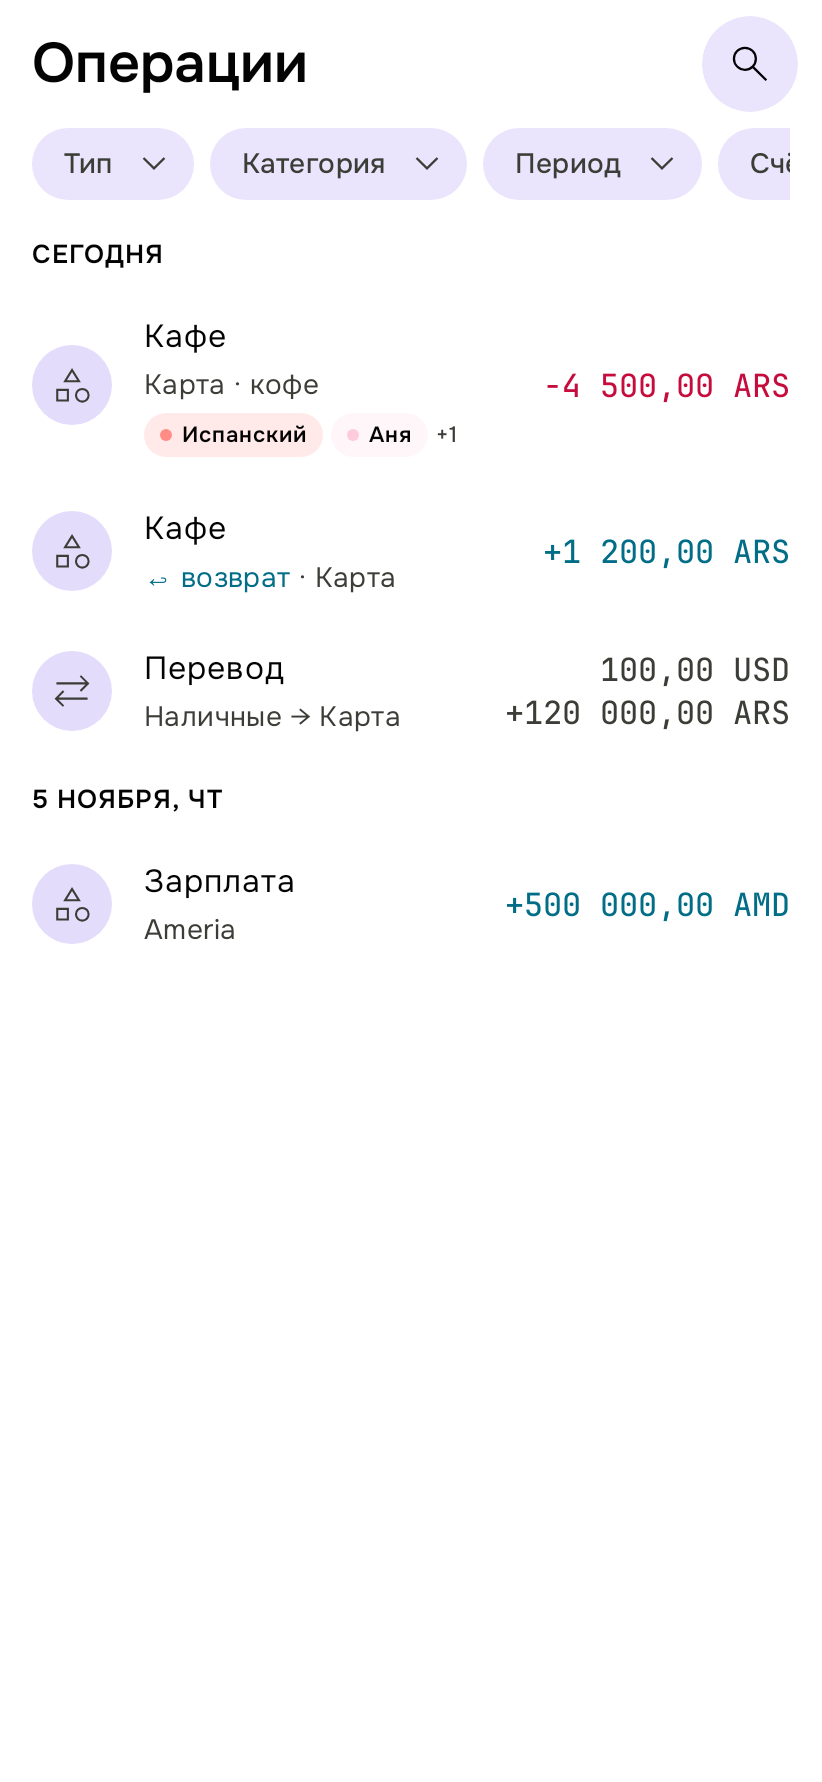 Операции
Тип
Категория
Период
Счё
СЕГОДНЯ
Кафе
Карта · кофе
-4 500,00 ARS
Испанский
Аня
+1
Кафе
↩ возврат · Карта
+1 200,00 ARS
Перевод
100,00 USD
Наличные → Карта
+120 000,00 ARS
5 НОЯБРЯ, ЧТ
Зарплата
+500 000,00 AMD
Ameria